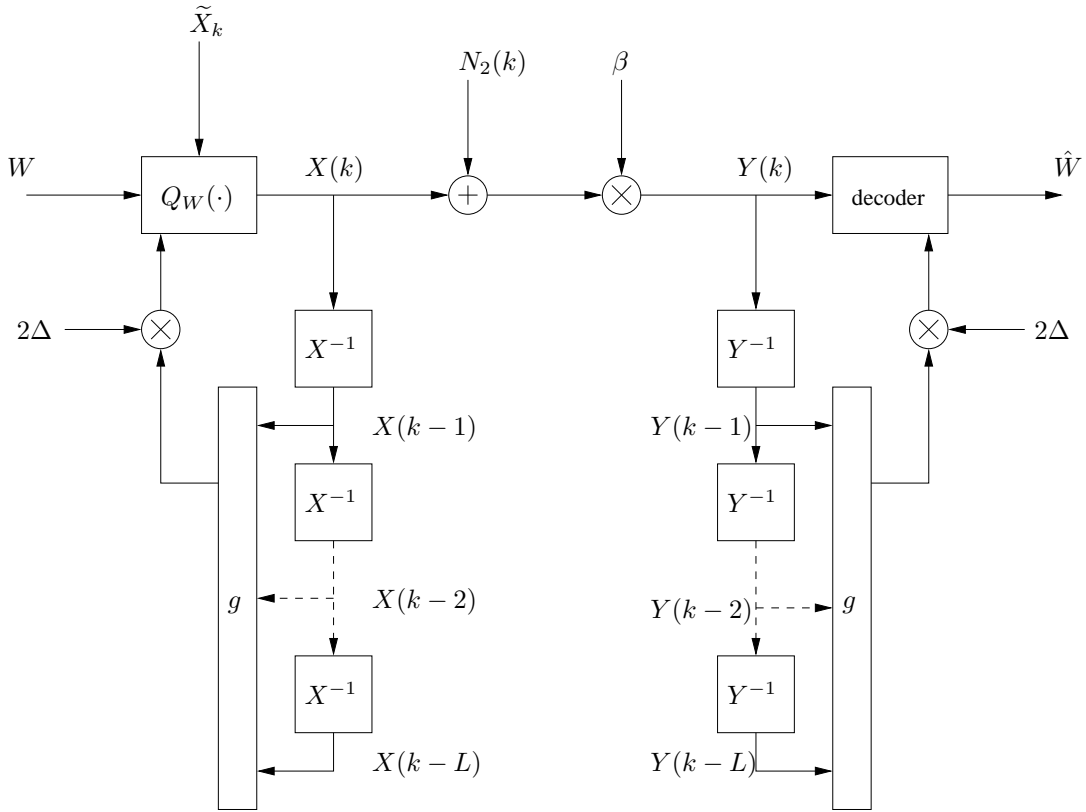 X̃_k
N_2(k)
β
W
Q_W(·)
X(k)
+
×
Y(k)
decoder
Ŵ
2Δ
×
X^{-1}
Y^{-1}
×
2Δ
X(k − 1)
Y(k − 1)
X^{-1}
Y^{-1}
g
X(k − 2)
Y(k − 2)
g
X^{-1}
Y^{-1}
X(k − L)
Y(k − L)